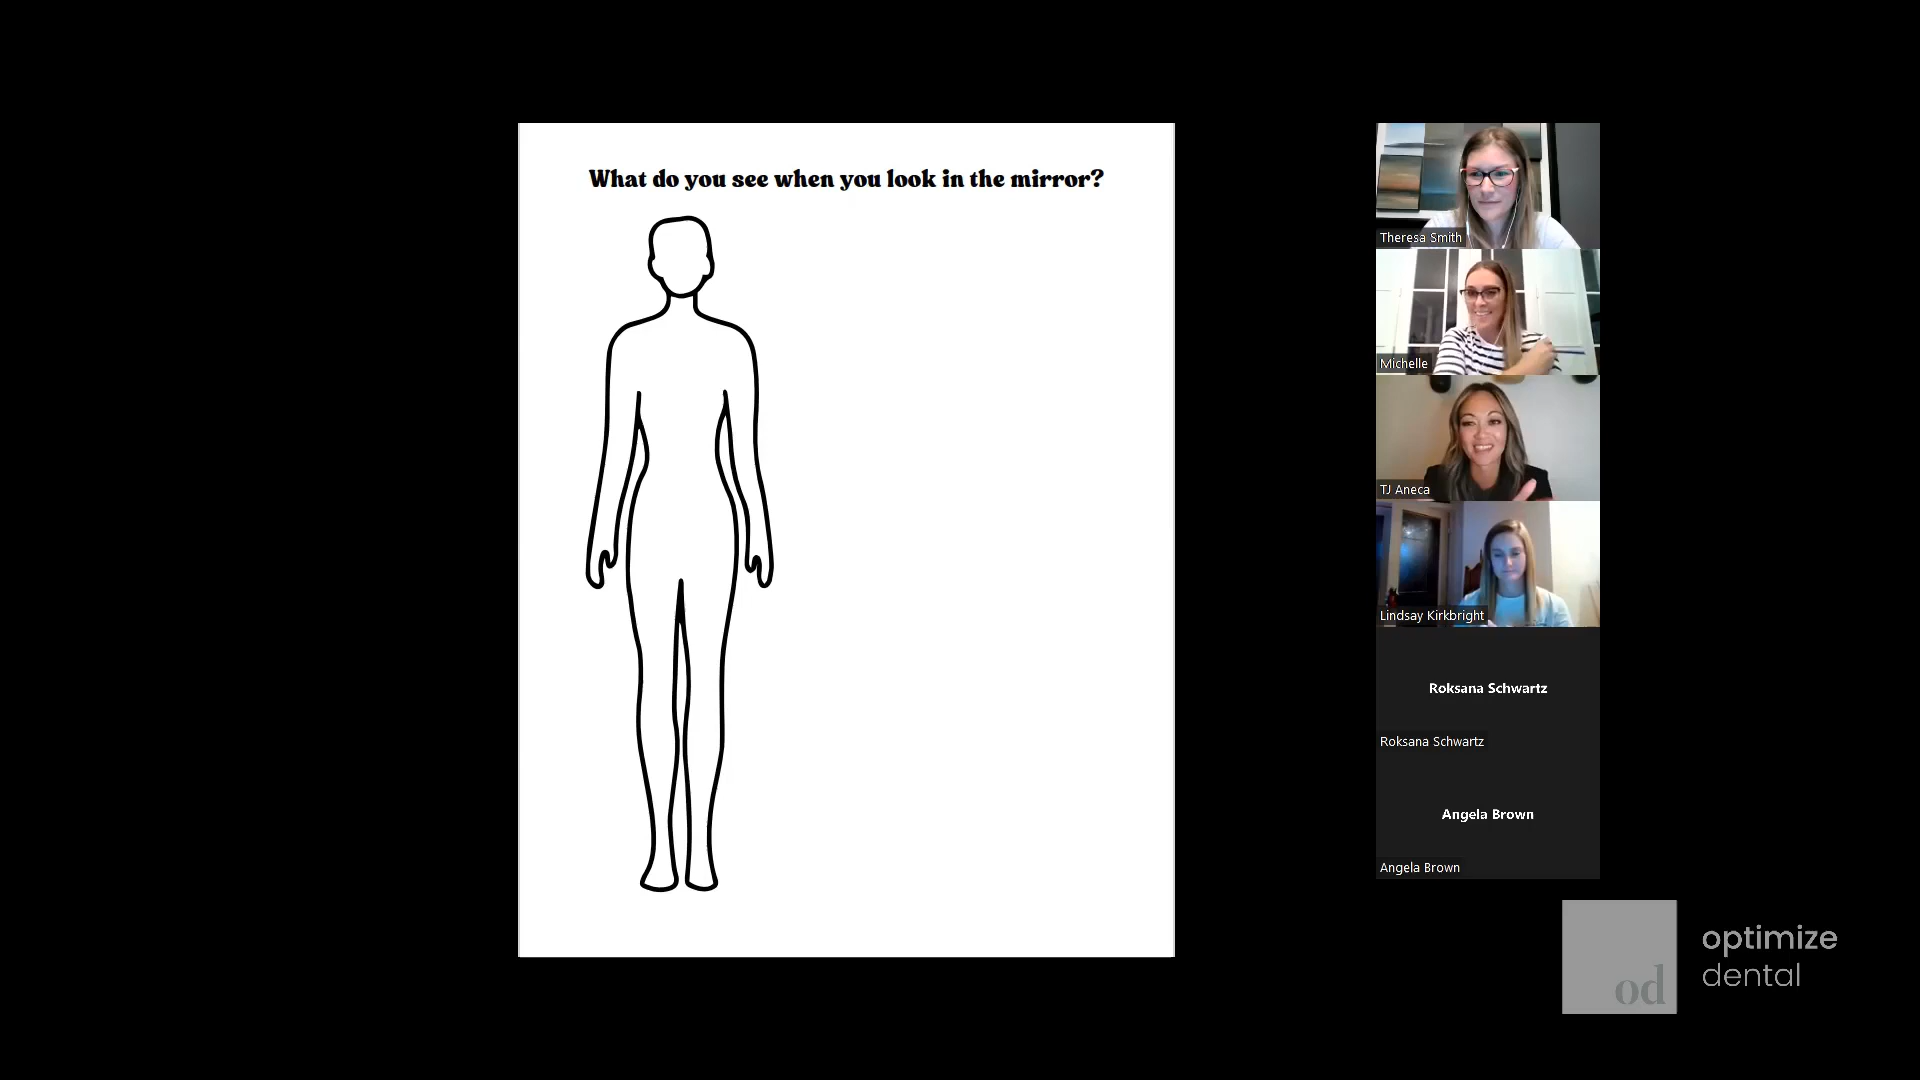 What do you see when you look in the mirror?
Theresa Smith
Michelle
TJ Aneca
Lindsay Kirkbright
Roksana Schwartz
Roksana Schwartz
Angela Brown
Angela Brown
od
optimize
dental